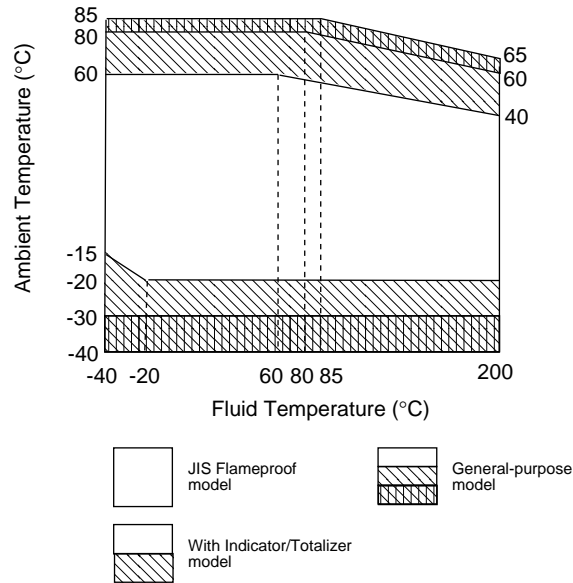 85
80
60
65
60
40
Ambient Temperature (°C)
-15
-20
-30
-40
-40 -20 60 80 85 200
Fluid Temperature (°C)
JIS Flameproof
model
General-purpose
model
With Indicator/Totalizer
model